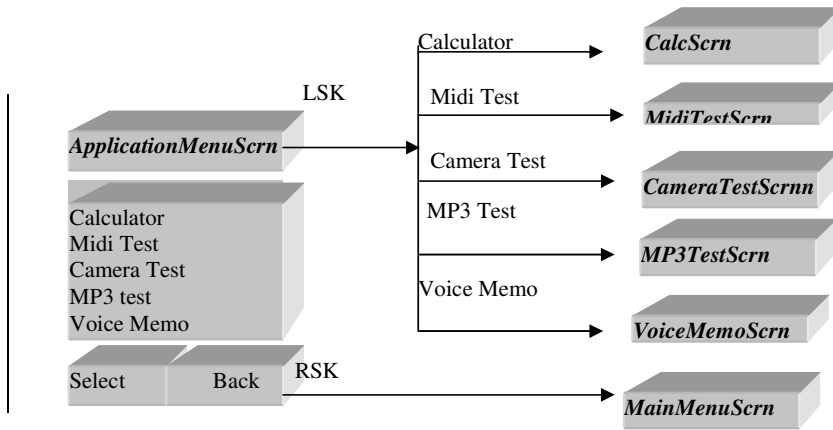 Calculator
CalcScrn
LSK
Midi Test
MidiTestScrn
ApplicationMenuScrn
Camera Test
CameraTestScrnn
Calculator
Midi Test
Camera Test
MP3 test
Voice Memo
MP3 Test
MP3TestScrn
Voice Memo
VoiceMemoScrn
Select
Back
RSK
MainMenuScrn